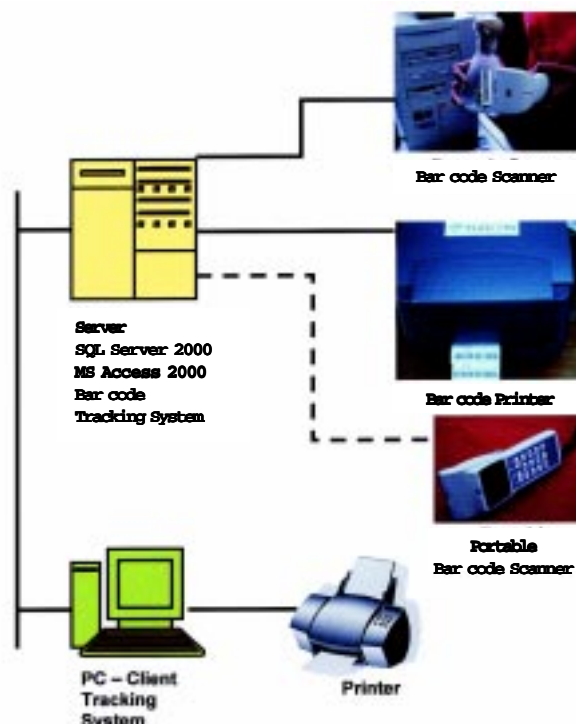 Bar code Scanner
Server
SQL Server 2000
MS Access 2000
Bar code
Tracking System
Bar code Printer
Portable
Bar code Scanner
PC – Client
Tracking
System
Printer